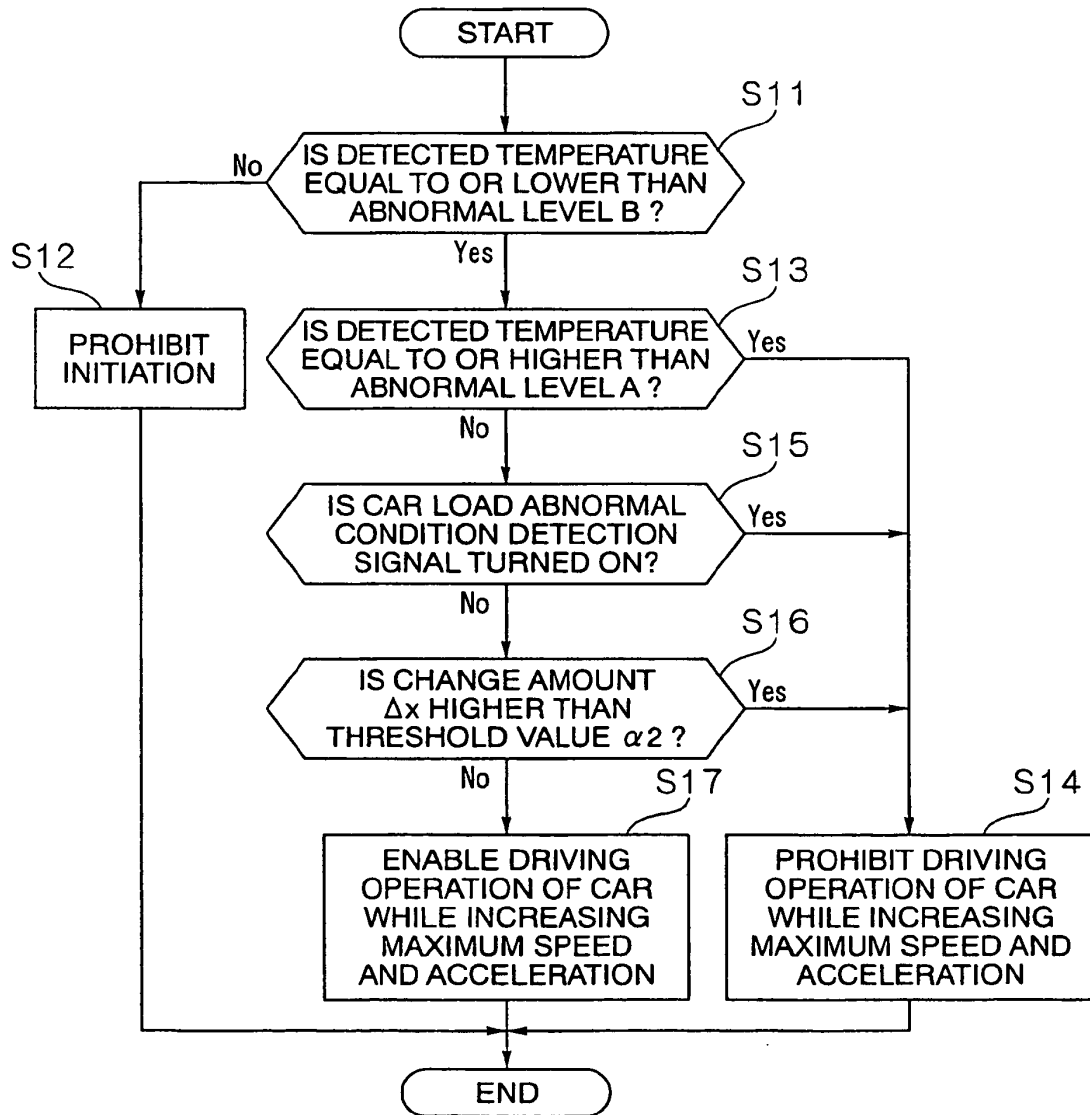 START
S11
IS DETECTED TEMPERATURE
EQUAL TO OR LOWER THAN
ABNORMAL LEVEL B ?
No
Yes
S12
PROHIBIT
INITIATION
S13
IS DETECTED TEMPERATURE
EQUAL TO OR HIGHER THAN
ABNORMAL LEVEL A ?
Yes
No
S15
IS CAR LOAD ABNORMAL
CONDITION DETECTION
SIGNAL TURNED ON?
Yes
No
S16
IS CHANGE AMOUNT
Δx HIGHER THAN
THRESHOLD VALUE α2 ?
Yes
No
S17
ENABLE DRIVING
OPERATION OF CAR
WHILE INCREASING
MAXIMUM SPEED
AND ACCELERATION
S14
PROHIBIT DRIVING
OPERATION OF CAR
WHILE INCREASING
MAXIMUM SPEED AND
ACCELERATION
END